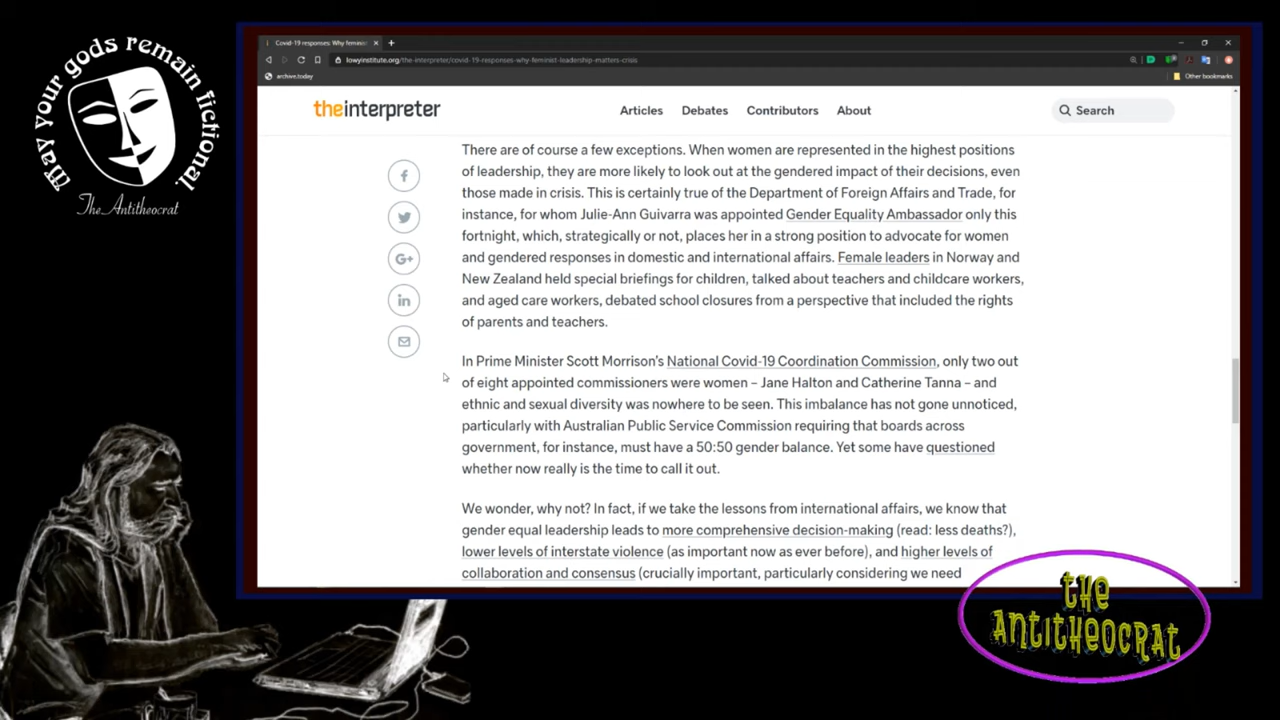 May your gods remain fictional.
The Antitheocrat
Covid-19 responses: Why feminist
lowyinstitute.org/the-interpreter/covid-19-responses-why-feminist-leadership-matters-crisis
archive.today
Other bookmarks
theinterpreter
Articles
Debates
Contributors
About
Search
There are of course a few exceptions. When women are represented in the highest positions
of leadership, they are more likely to look out at the gendered impact of their decisions, even
those made in crisis. This is certainly true of the Department of Foreign Affairs and Trade, for
instance, for whom Julie-Ann Guivarra was appointed Gender Equality Ambassador only this
fortnight, which, strategically or not, places her in a strong position to advocate for women
and gendered responses in domestic and international affairs. Female leaders in Norway and
New Zealand held special briefings for children, talked about teachers and childcare workers,
and aged care workers, debated school closures from a perspective that included the rights
of parents and teachers.
In Prime Minister Scott Morrison's National Covid-19 Coordination Commission, only two out
of eight appointed commissioners were women – Jane Halton and Catherine Tanna – and
ethnic and sexual diversity was nowhere to be seen. This imbalance has not gone unnoticed,
particularly with Australian Public Service Commission requiring that boards across
government, for instance, must have a 50:50 gender balance. Yet some have questioned
whether now really is the time to call it out.
We wonder, why not? In fact, if we take the lessons from international affairs, we know that
gender equal leadership leads to more comprehensive decision-making (read: less deaths?),
lower levels of interstate violence (as important now as ever before), and higher levels of
collaboration and consensus (crucially important, particularly considering we need
the
Antitheocrat